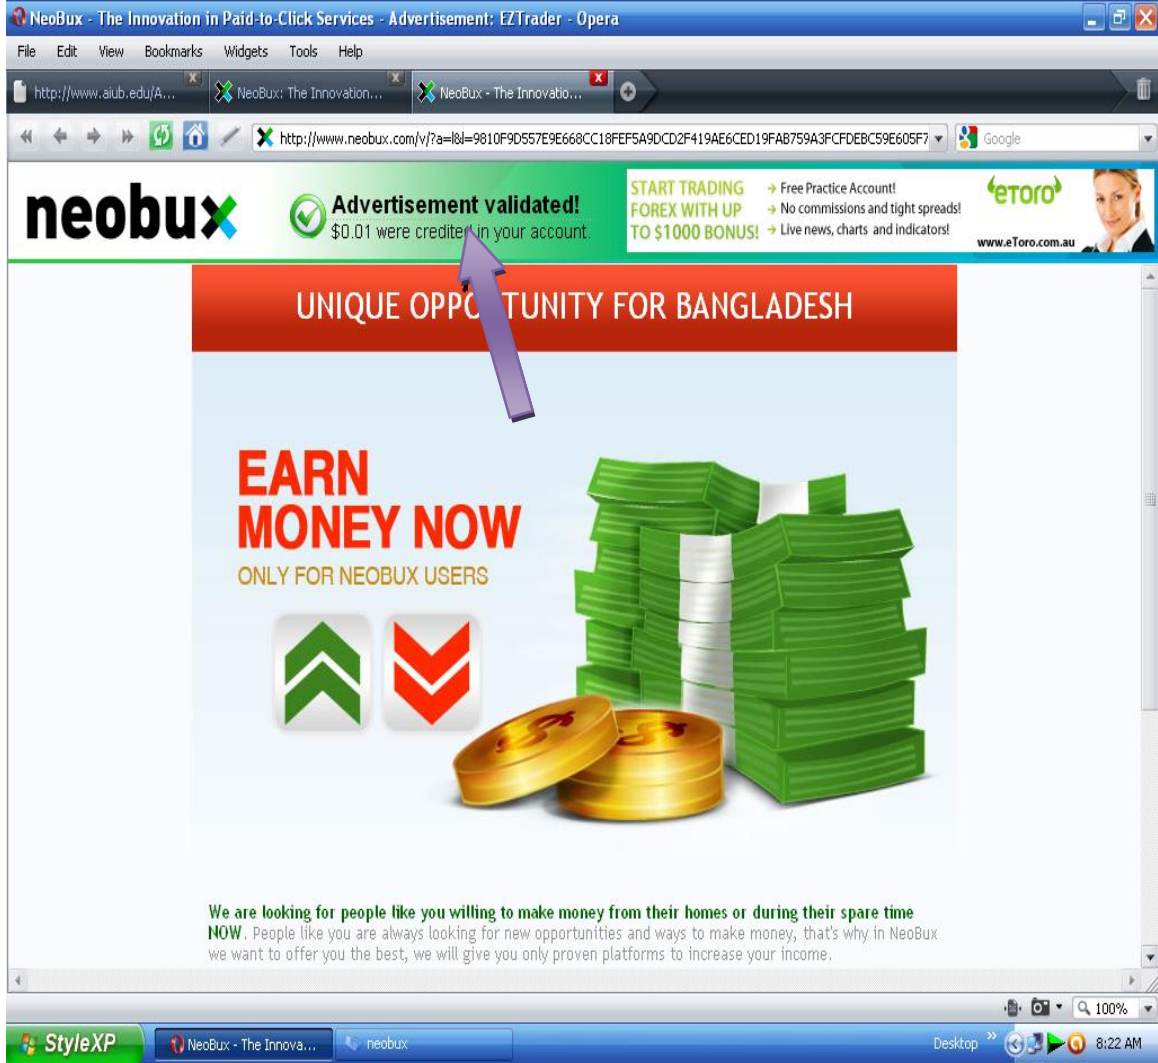 NeoBux - The Innovation in Paid-to-Click Services - Advertisement: EZTrader - Opera
File Edit View Bookmarks Widgets Tools Help
http://www.aiub.edu/A... NeoBux: The Innovation... NeoBux - The Innovatio...
http://www.neobux.com/v/?a=l&l=9810F9D557E9E668CC18FEF5A9DCD2F419AE6CED19FAB759A3FCFDEBC59E605F7 Google
neobux
Advertisement validated!
$0.01 were credited in your account.
START TRADING
FOREX WITH UP
TO $1000 BONUS!
→ Free Practice Account!
→ No commissions and tight spreads!
→ Live news, charts and indicators!
eToro
www.eToro.com.au
UNIQUE OPPORTUNITY FOR BANGLADESH
EARN
MONEY NOW
ONLY FOR NEOBUX USERS
We are looking for people like you willing to make money from their homes or during their spare time
NOW. People like you are always looking for new opportunities and ways to make money, that's why in NeoBux
we want to offer you the best, we will give you only proven platforms to increase your income.
100%
StyleXP NeoBux - The Innova... neobux Desktop » 8:22 AM